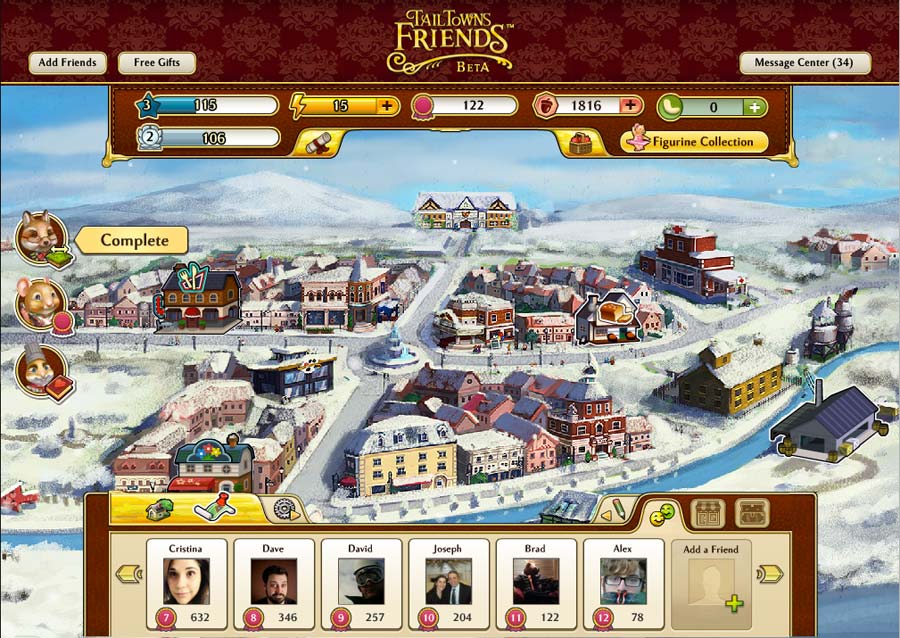 TAILTOWNS
FRIENDS™
BETA
Add Friends
Free Gifts
Message Center (34)
3
115
15
122
1816
0
2
106
Figurine Collection
Complete
Cristina
7
632
Dave
8
346
David
9
257
Joseph
10
204
Brad
11
122
Alex
12
78
Add a Friend